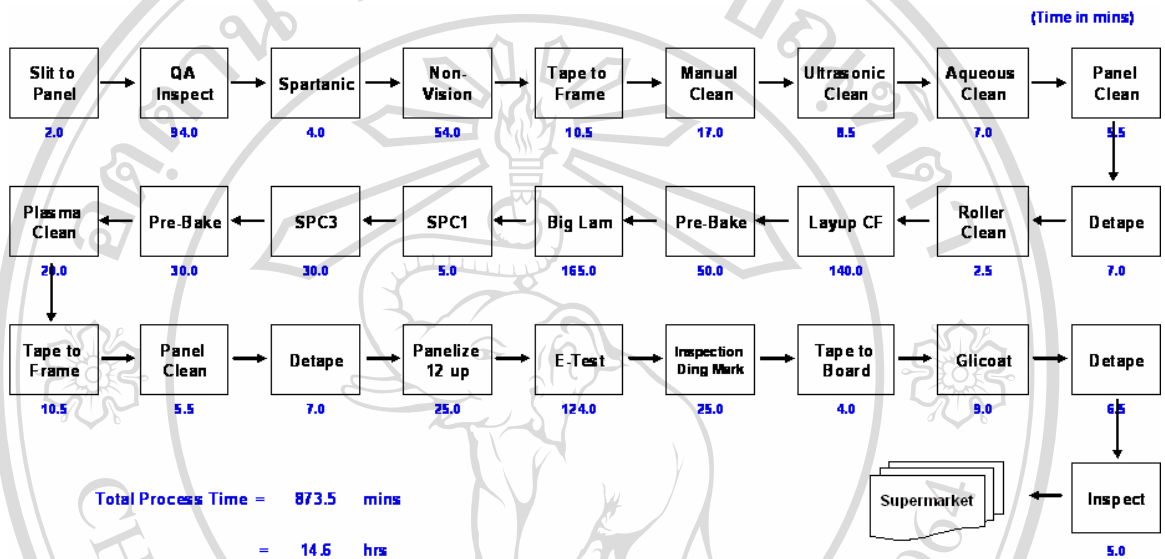 (Time in mins)
Slit to
Panel
2.0
QA
Inspect
94.0
Spartanic
4.0
Non-
Vision
54.0
Tape to
Frame
10.5
Manual
Clean
17.0
Ultrasonic
Clean
8.5
Aqueous
Clean
7.0
Panel
Clean
5.5
Plasma
Clean
20.0
Pre-Bake
30.0
SPC3
30.0
SPC1
5.0
Big Lam
165.0
Pre-Bake
50.0
Layup CF
140.0
Roller
Clean
2.5
Detape
7.0
Tape to
Frame
10.5
Panel
Clean
5.5
Detape
7.0
Panelize
12 up
25.0
E-Test
124.0
Inspection
Ding Mark
25.0
Tape to
Board
4.0
Glicoat
9.0
Detape
6.5
Supermarket
Inspect
5.0
Total Process Time = 873.5 mins
= 14.6 hrs